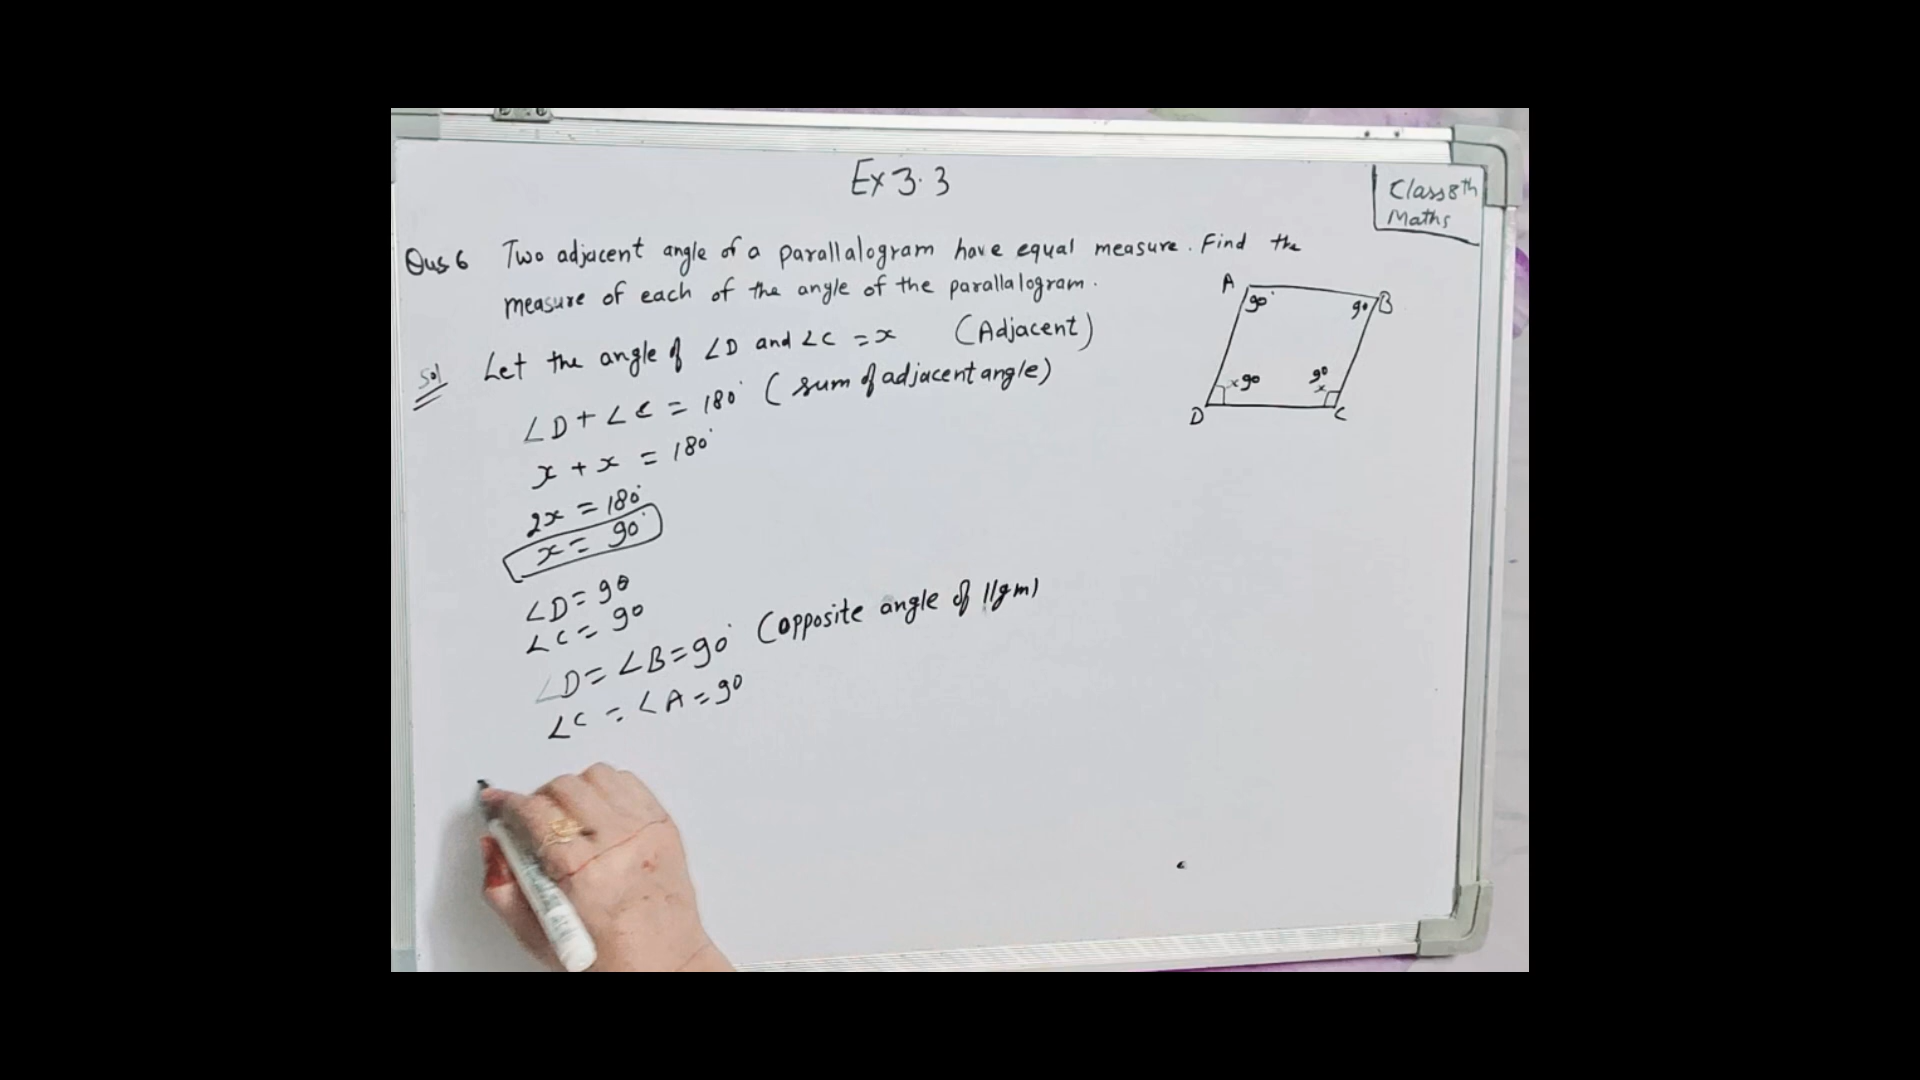 Ex 3.3
Class 8th
Maths
Qus 6 Two adjacent angle of a parallalogram have equal measure. Find the
measure of each of the angle of the parallalogram.
Sol Let the angle of ∠D and ∠C = x (Adjacent)
∠D + ∠C = 180° (sum of adjacent angle)
x + x = 180°
2x = 180°
x = 90°
∠D = 90
∠C = 90
∠D = ∠B = 90° (opposite angle of ||gm)
∠C = ∠A = 90
A B
90° 90
x 90 90 x
D C